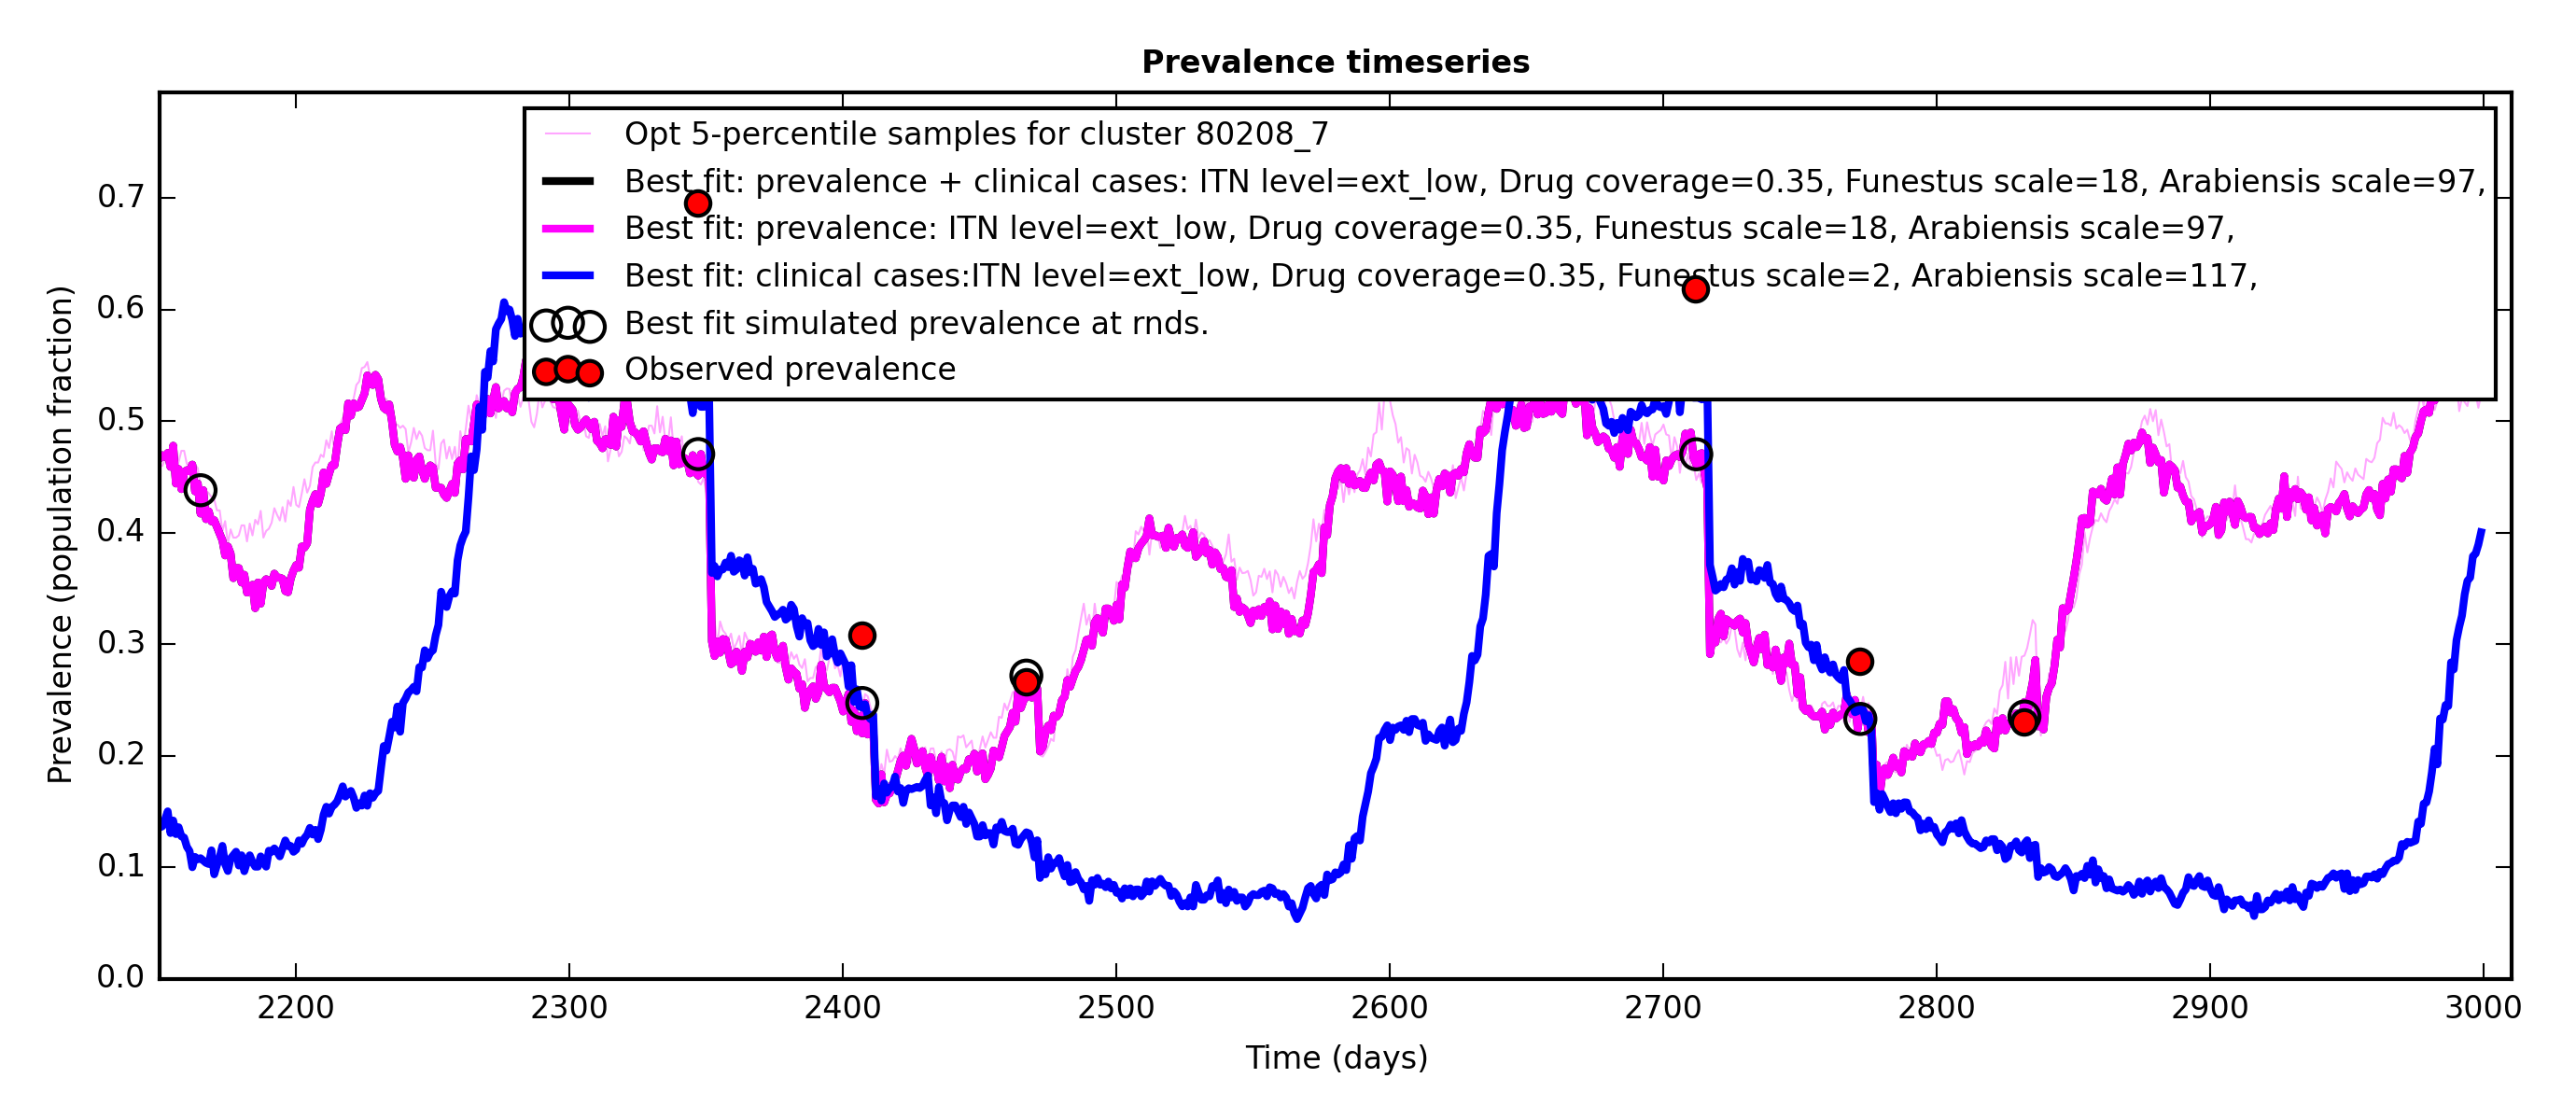 Prevalence timeseries
Opt 5-percentile samples for cluster 80208_7
Best fit: prevalence + clinical cases: ITN level=ext_low, Drug coverage=0.35, Funestus scale=18, Arabiensis scale=97,
Best fit: prevalence: ITN level=ext_low, Drug coverage=0.35, Funestus scale=18, Arabiensis scale=97,
Best fit: clinical cases:ITN level=ext_low, Drug coverage=0.35, Funestus scale=2, Arabiensis scale=117,
Best fit simulated prevalence at rnds.
Observed prevalence
Prevalence (population fraction)
0.7
0.6
0.5
0.4
0.3
0.2
0.1
0.0
2200 2300 2400 2500 2600 2700 2800 2900 3000
Time (days)